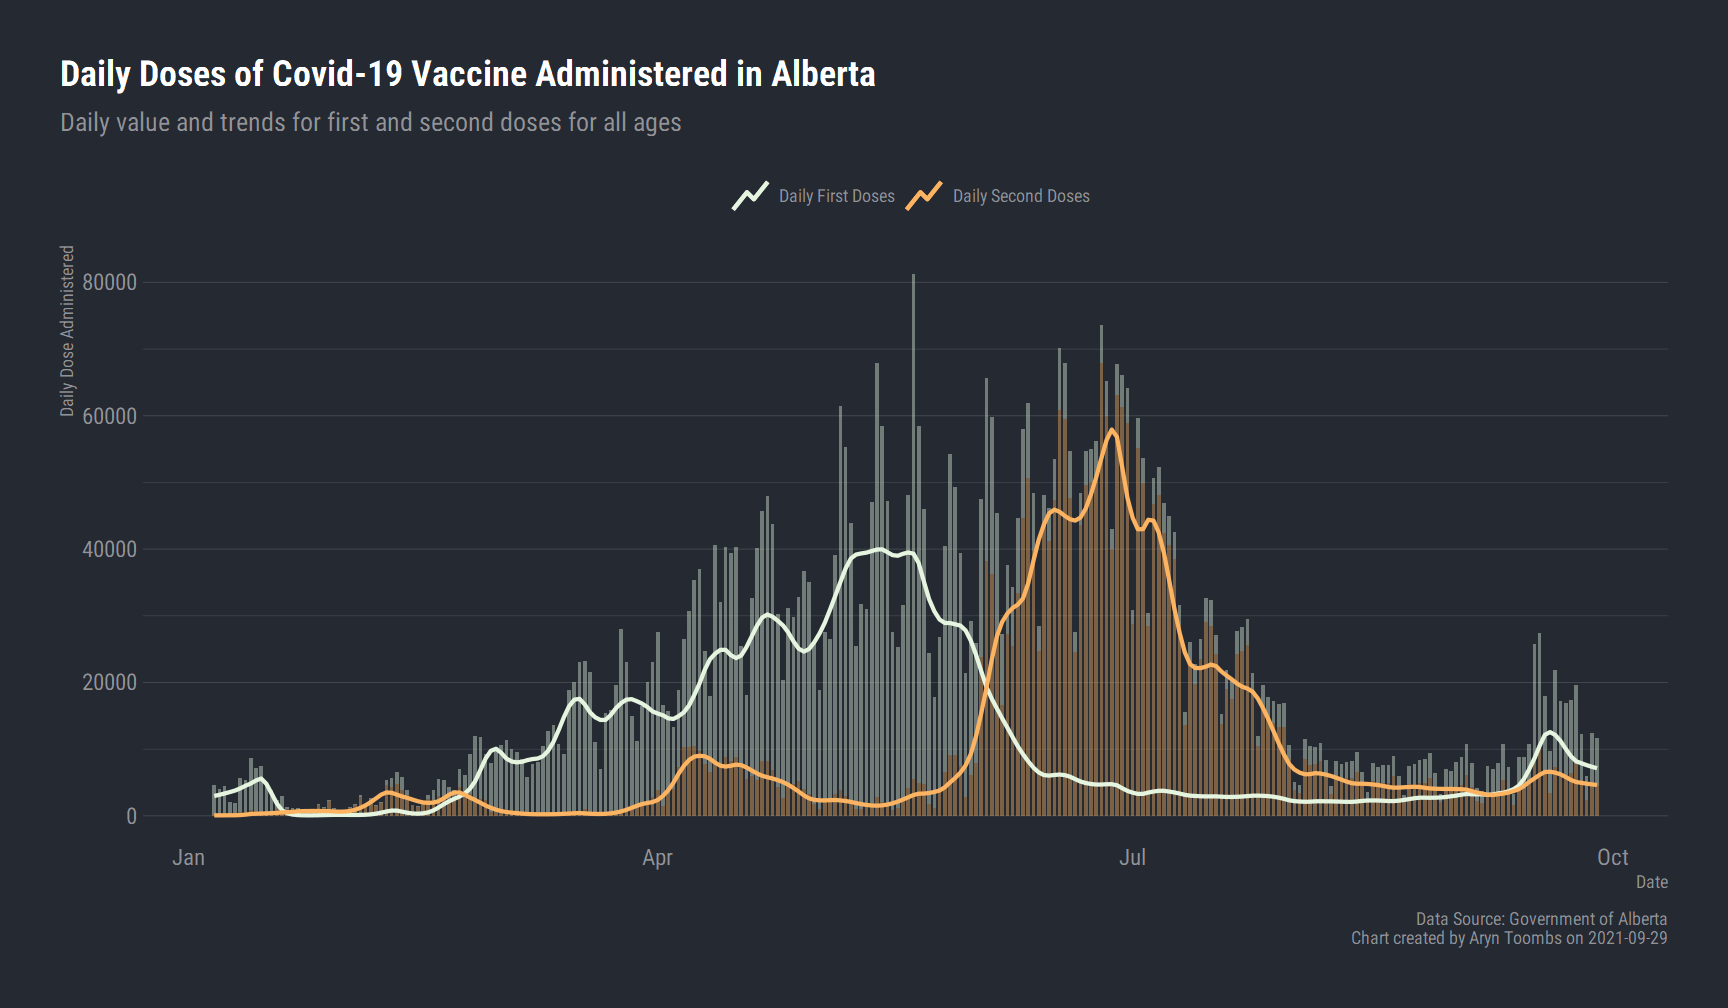 Daily Doses of Covid-19 Vaccine Administered in Alberta
Daily value and trends for first and second doses for all ages
Daily First Doses
Daily Second Doses
Daily Dose Administered
80000
60000
40000
20000
0
Jan
Apr
Jul
Oct
Date
Data Source: Government of Alberta
Chart created by Aryn Toombs on 2021-09-29